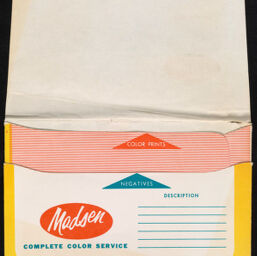 COLOR PRINTS
NEGATIVES
DESCRIPTION
Madsen
COMPLETE COLOR SERVICE